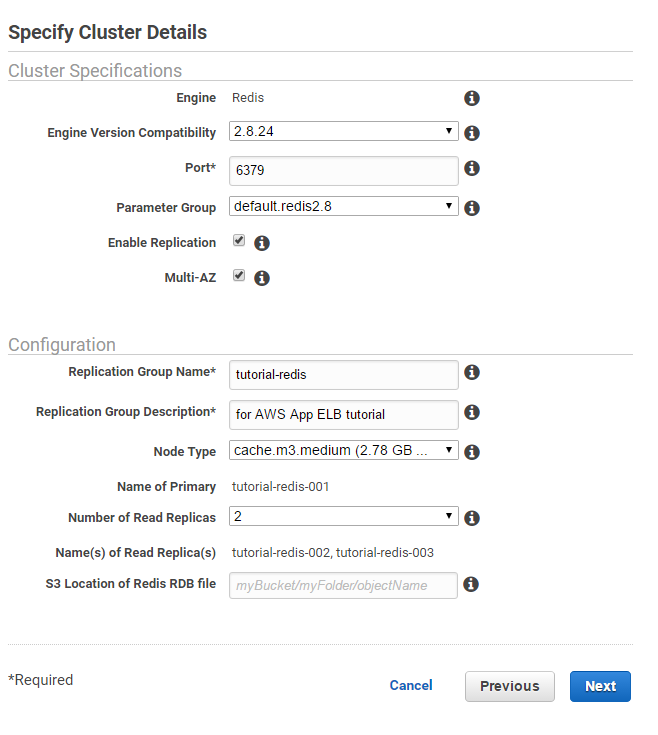 Specify Cluster Details
Cluster Specifications
Engine Redis
Engine Version Compatibility 2.8.24
Port* 6379
Parameter Group default.redis2.8
Enable Replication
Multi-AZ
Configuration
Replication Group Name* tutorial-redis
Replication Group Description* for AWS App ELB tutorial
Node Type cache.m3.medium (2.78 GB ...
Name of Primary tutorial-redis-001
Number of Read Replicas 2
Name(s) of Read Replica(s) tutorial-redis-002, tutorial-redis-003
S3 Location of Redis RDB file myBucket/myFolder/objectName
*Required Cancel Previous Next